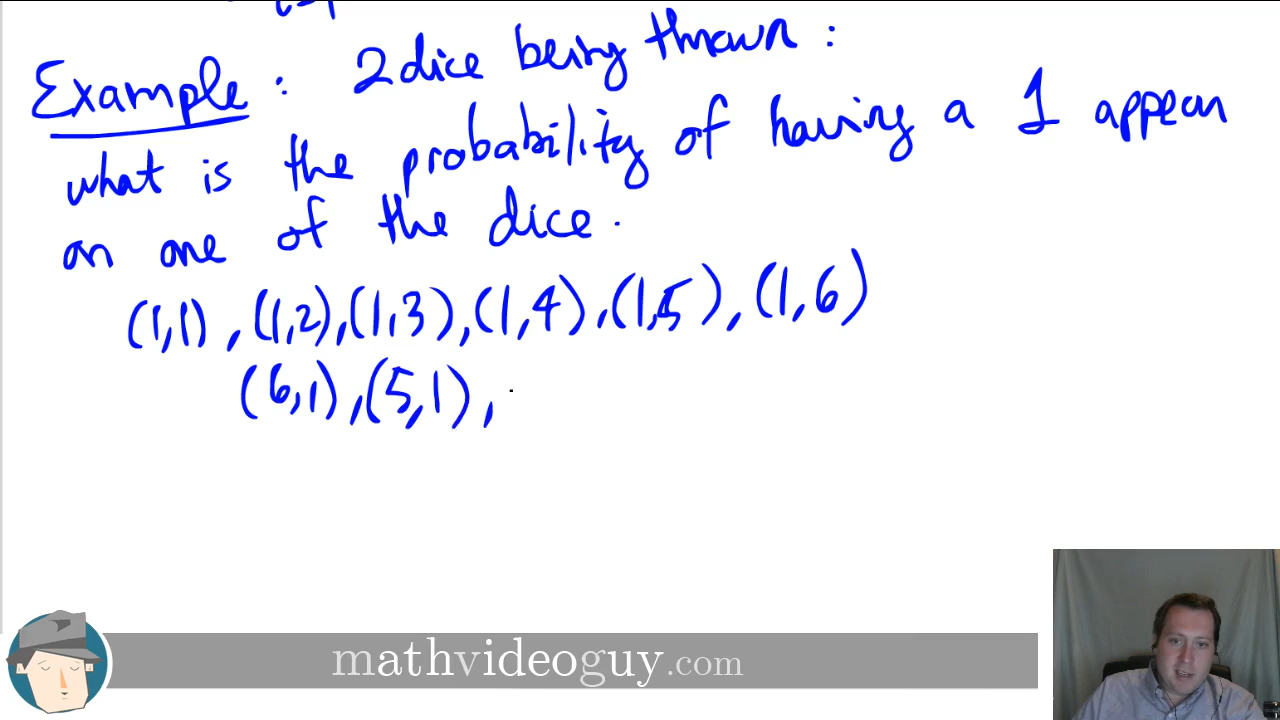 Example: 2 dice being thrown:
what is the probability of having a 1 appear
on one of the dice.
(1,1), (1,2), (1,3), (1,4), (1,5), (1,6)
(6,1), (5,1),
mathvideoguy.com